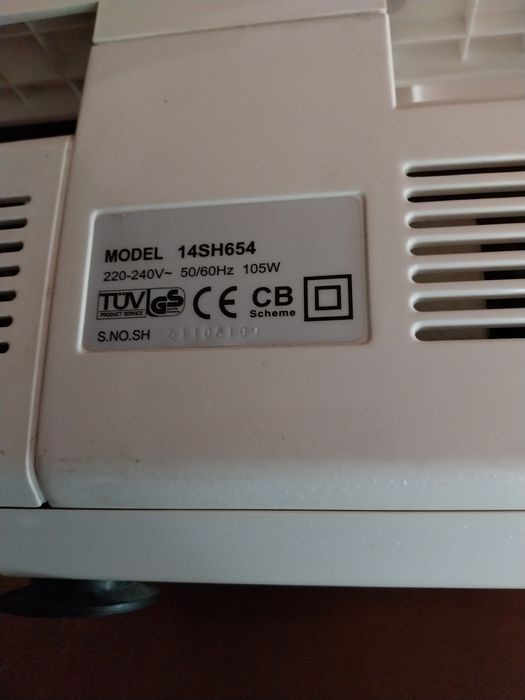 MODEL 14SH654
220-240V~ 50/60Hz 105W
TÜV GS CE CB
PRODUCT SERVICE Scheme
S.NO.SH